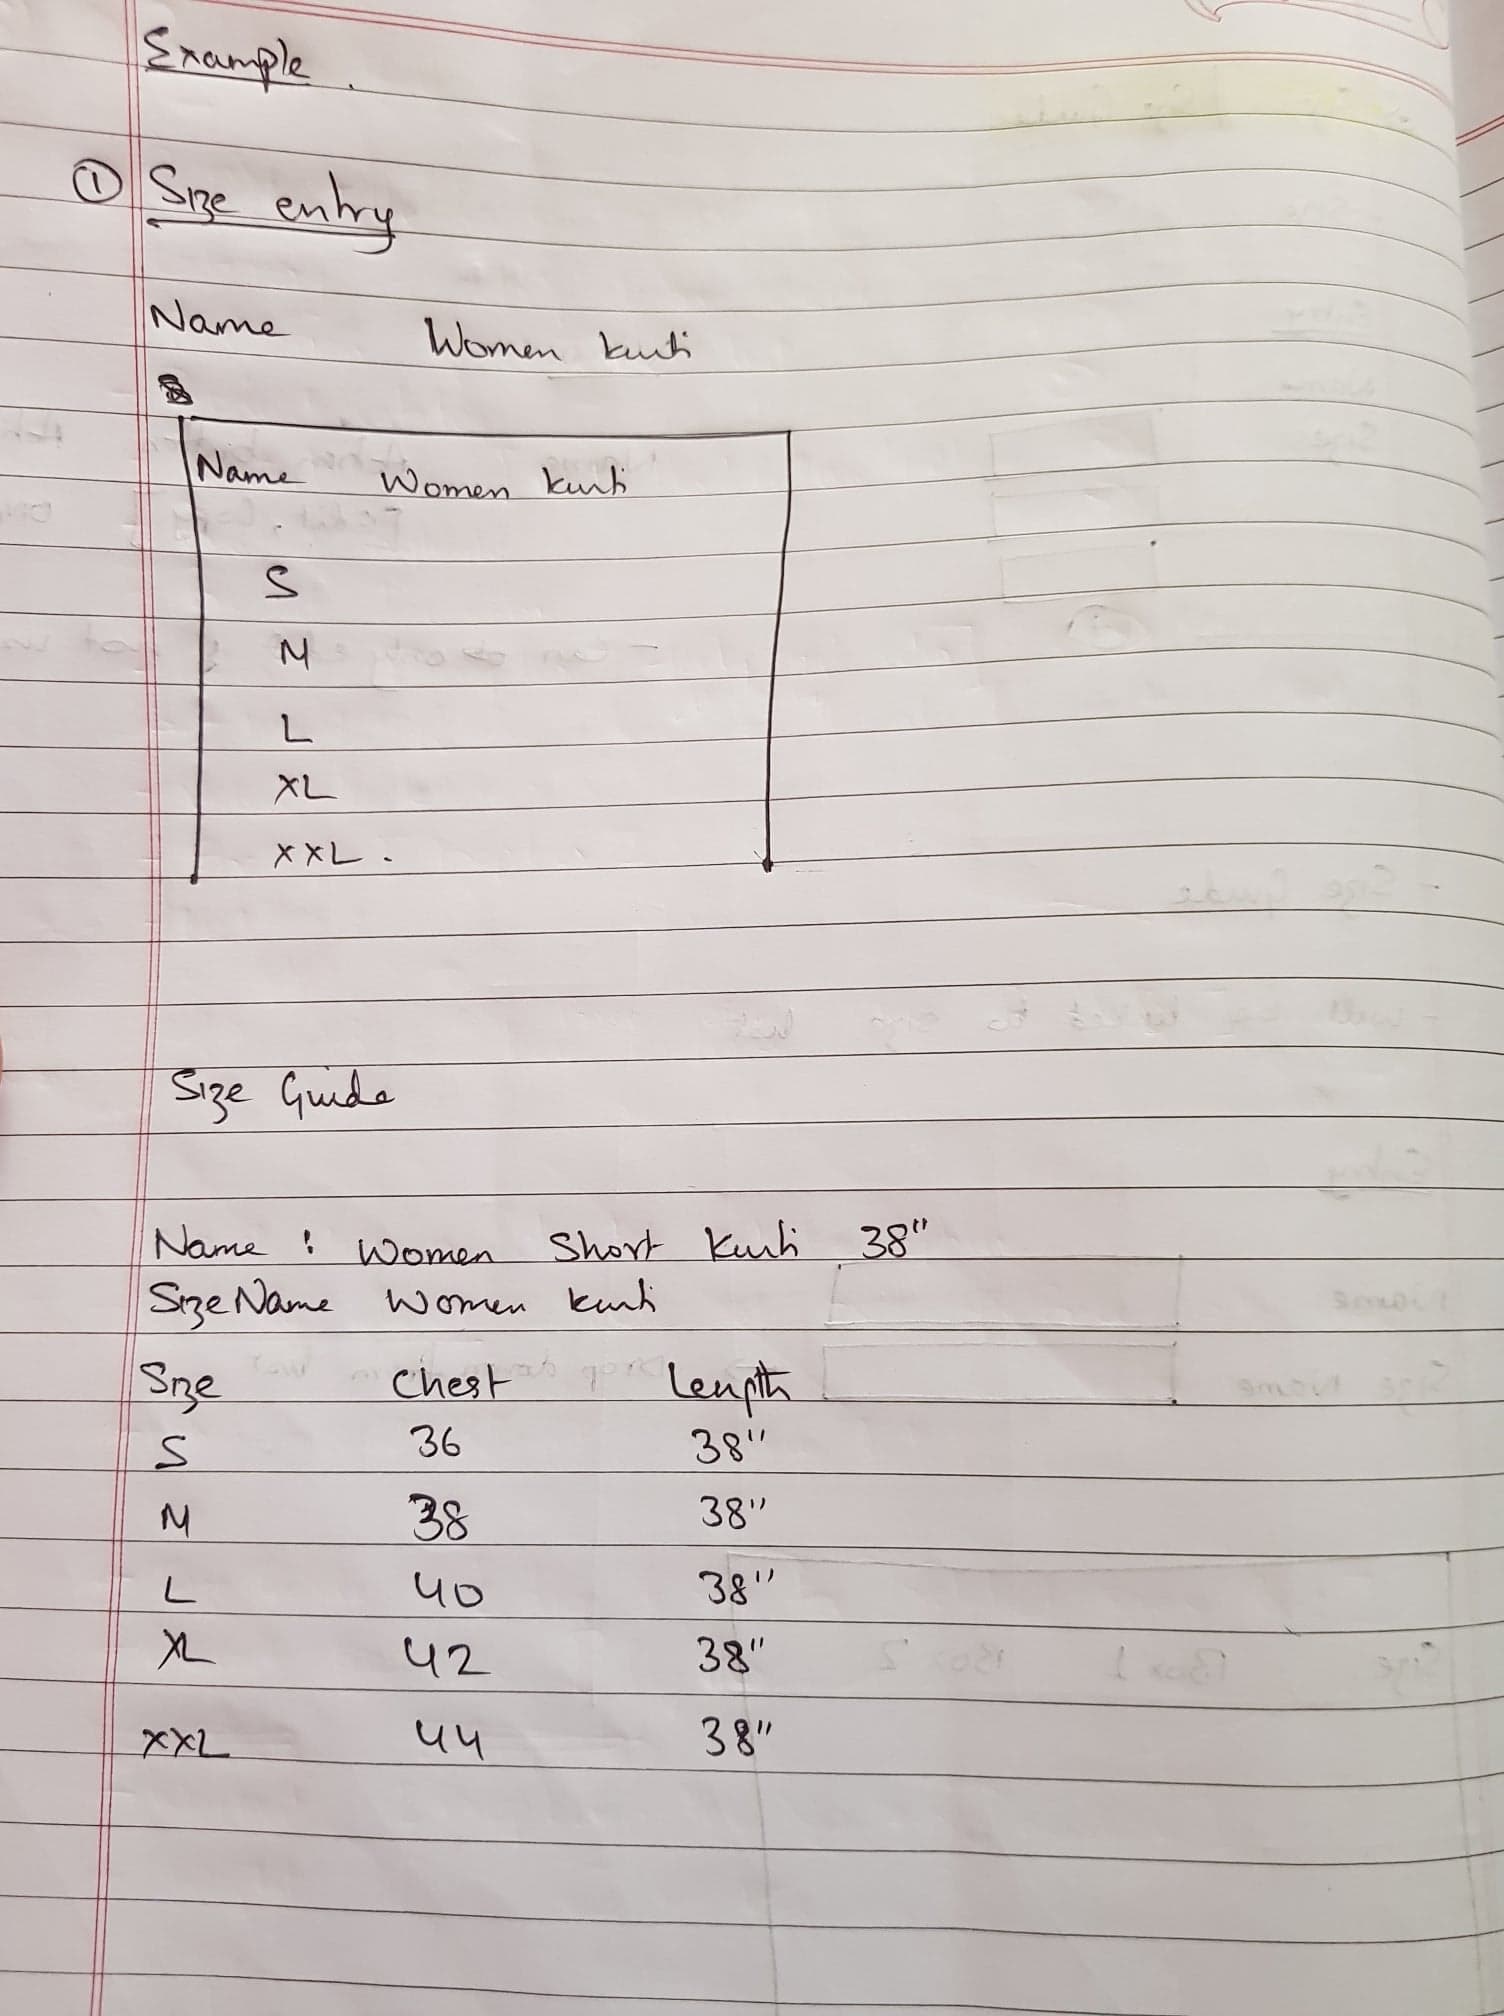 Example.
① Size entry
Name Women kurti
Name Women kurti
S
M
L
XL
XXL.
Size Guide
Name : Women Short Kurti 38"
Size Name Women kurti
Size Chest Length
S 36 38"
M 38 38"
L 40 38"
XL 42 38"
XXL 44 38"